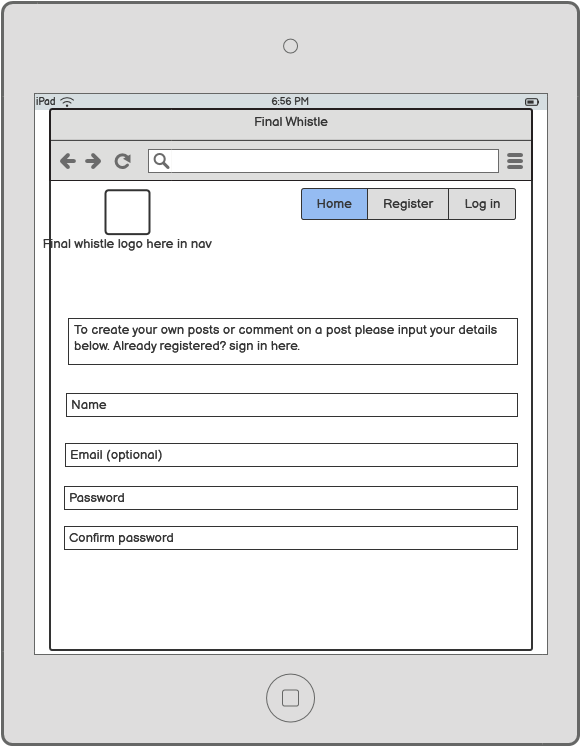 iPad
6:56 PM
Final Whistle
Home Register Log in
Final whistle logo here in nav
To create your own posts or comment on a post please input your details
below. Already registered? sign in here.
Name
Email (optional)
Password
Confirm password